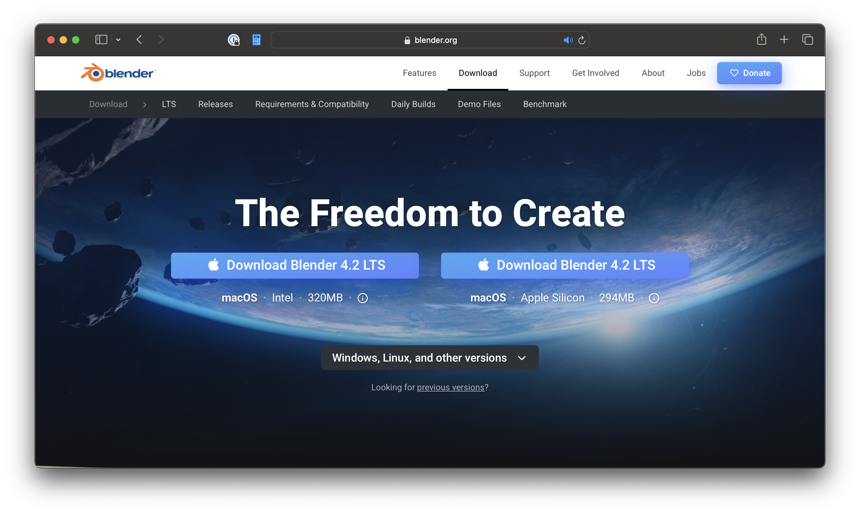 blender.org
blender
Features Download Support Get Involved About Jobs Donate
Download > LTS Releases Requirements & Compatibility Daily Builds Demo Files Benchmark
The Freedom to Create
Download Blender 4.2 LTS
macOS · Intel · 320MB ·
Download Blender 4.2 LTS
macOS · Apple Silicon · 294MB ·
Windows, Linux, and other versions
Looking for previous versions?